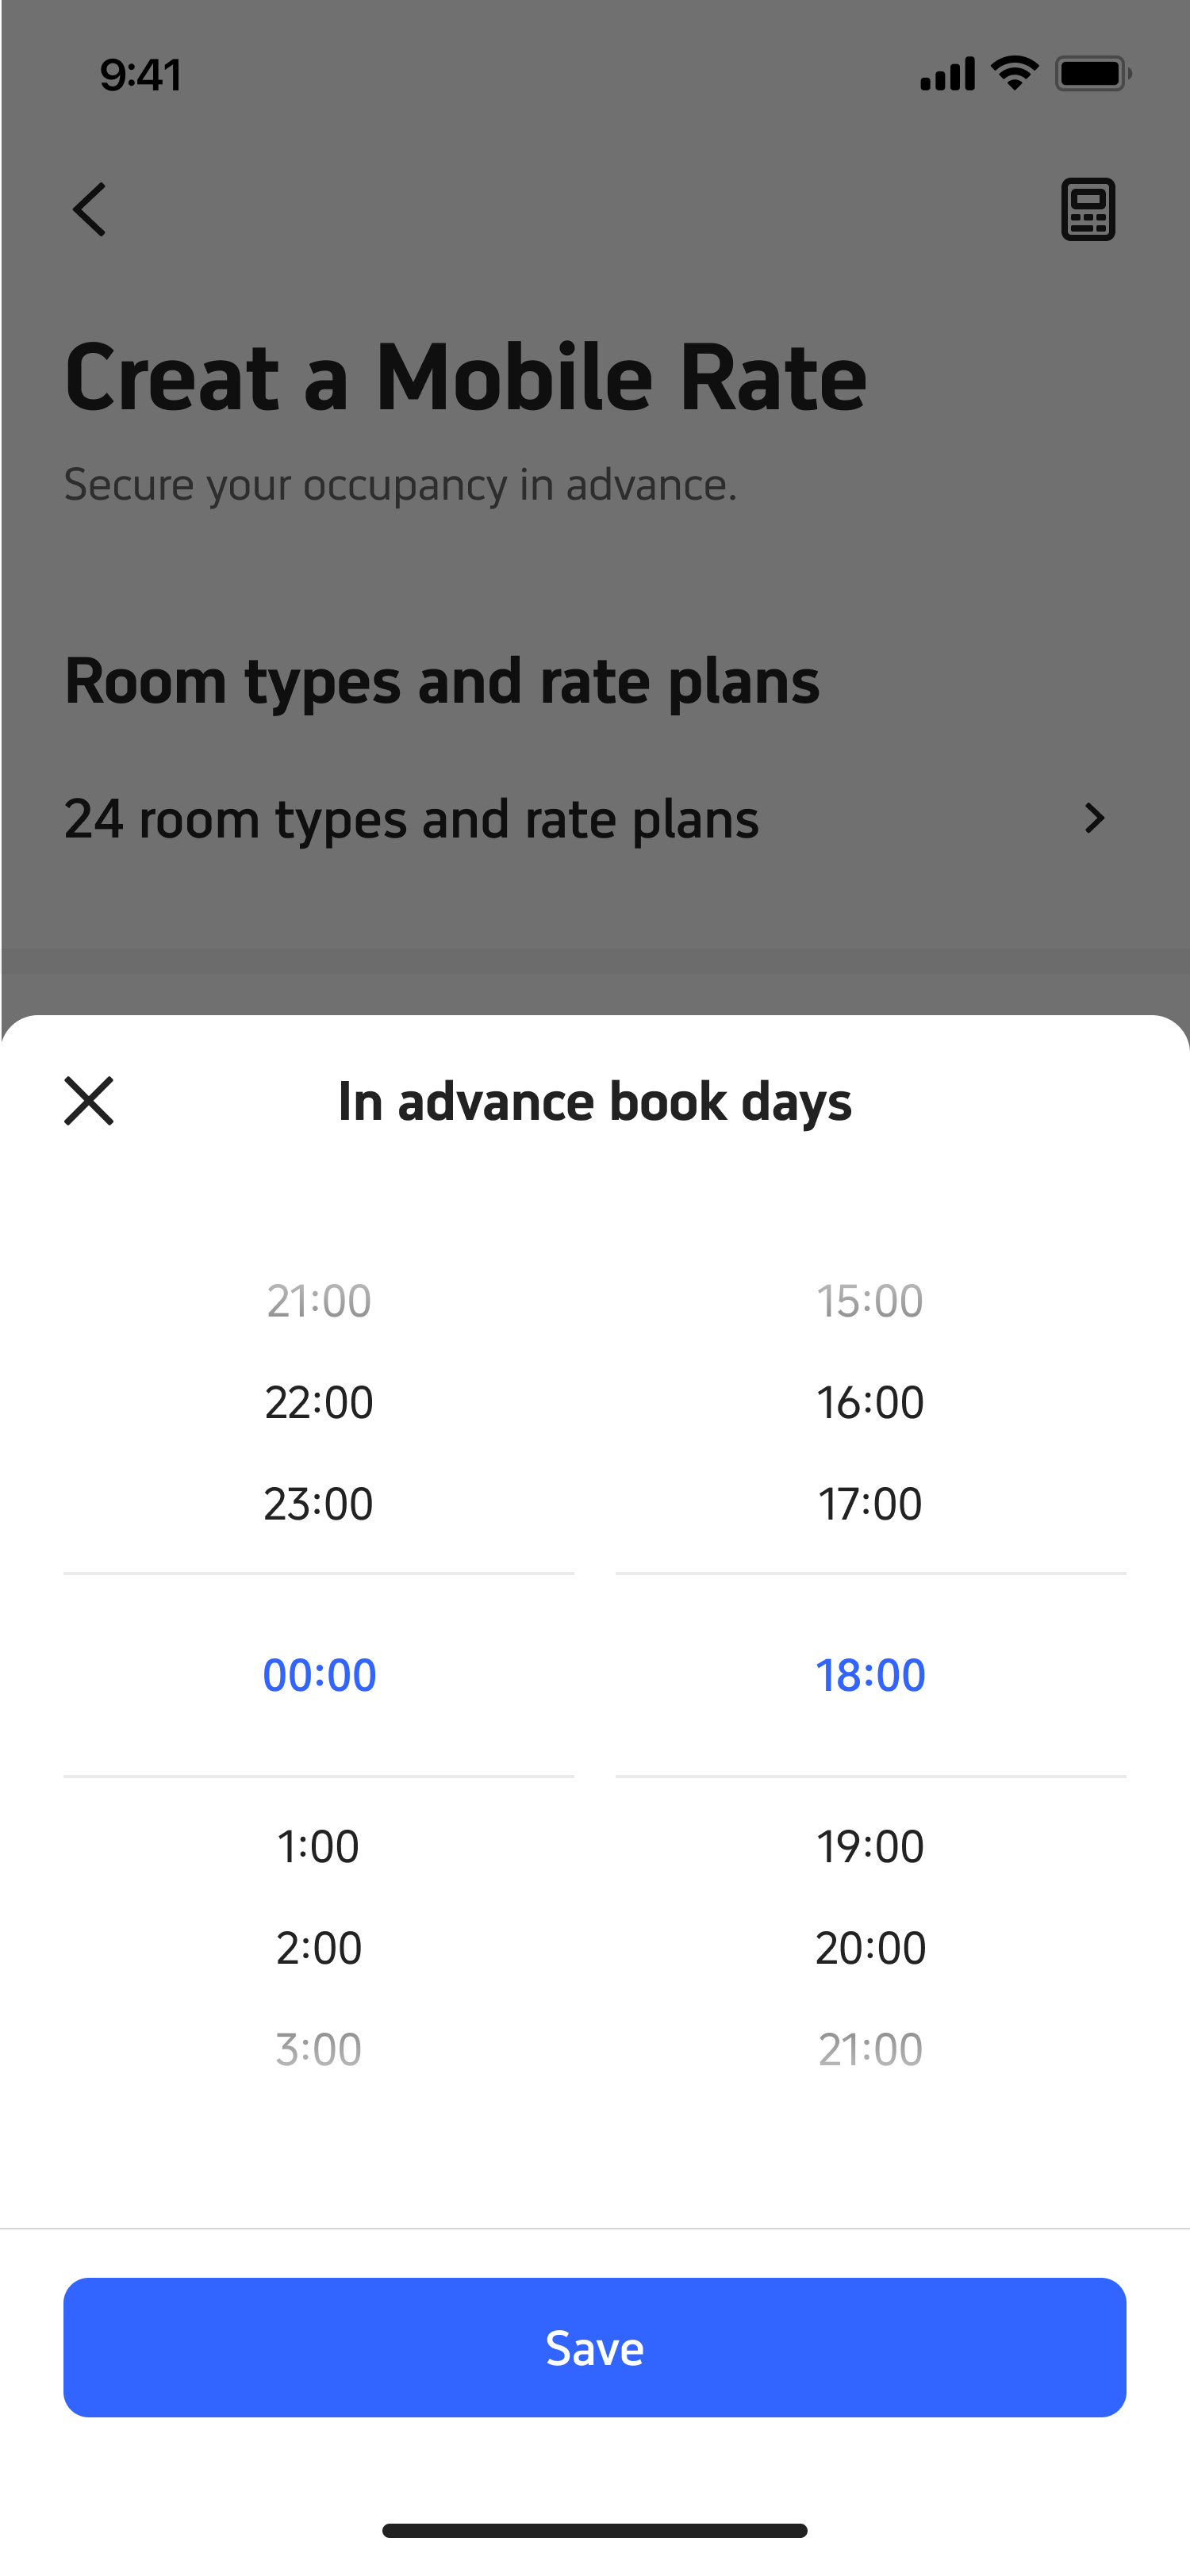 9:41
Creat a Mobile Rate
Secure your occupancy in advance.
Room types and rate plans
24 room types and rate plans
In advance book days
21:00 15:00
22:00 16:00
23:00 17:00
00:00 18:00
1:00 19:00
2:00 20:00
3:00 21:00
Save